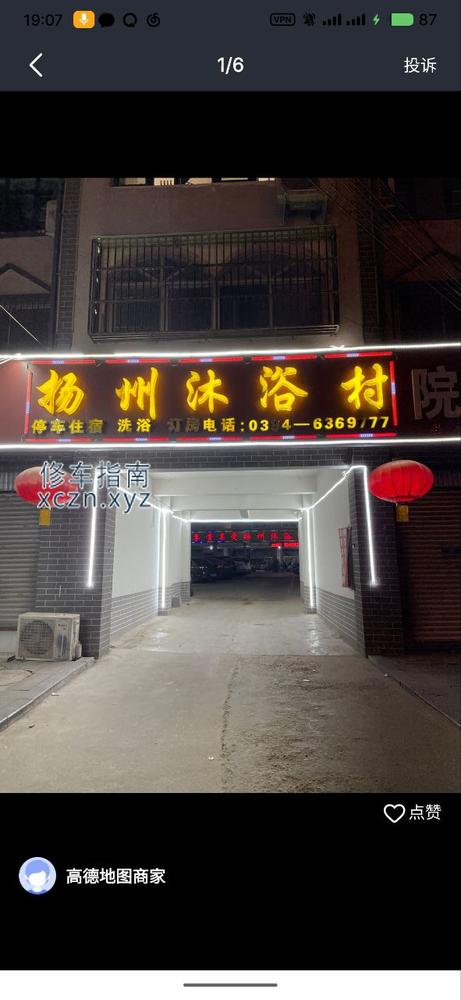 19:07
VPN
87
1/6
投诉
扬州沐浴村
院
停车住宿 洗浴 订房电话:0394—6369777
修车指南
xczn.xyz
点赞
高德地图商家